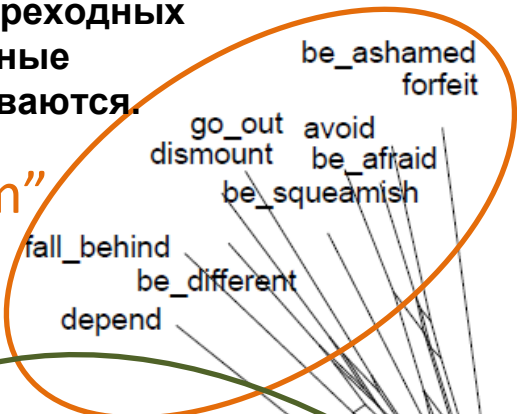 реходных
ные
ваются.
be_ashamed
forfeit
go_out
avoid
dismount
be_afraid
be_squeamish
fall_behind
be_different
depend